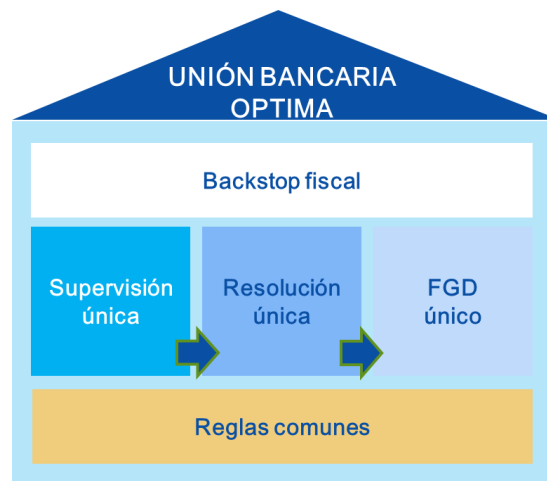 UNIÓN BANCARIA
OPTIMA
Backstop fiscal
Supervisión
única
Resolución
única
FGD
único
Reglas comunes